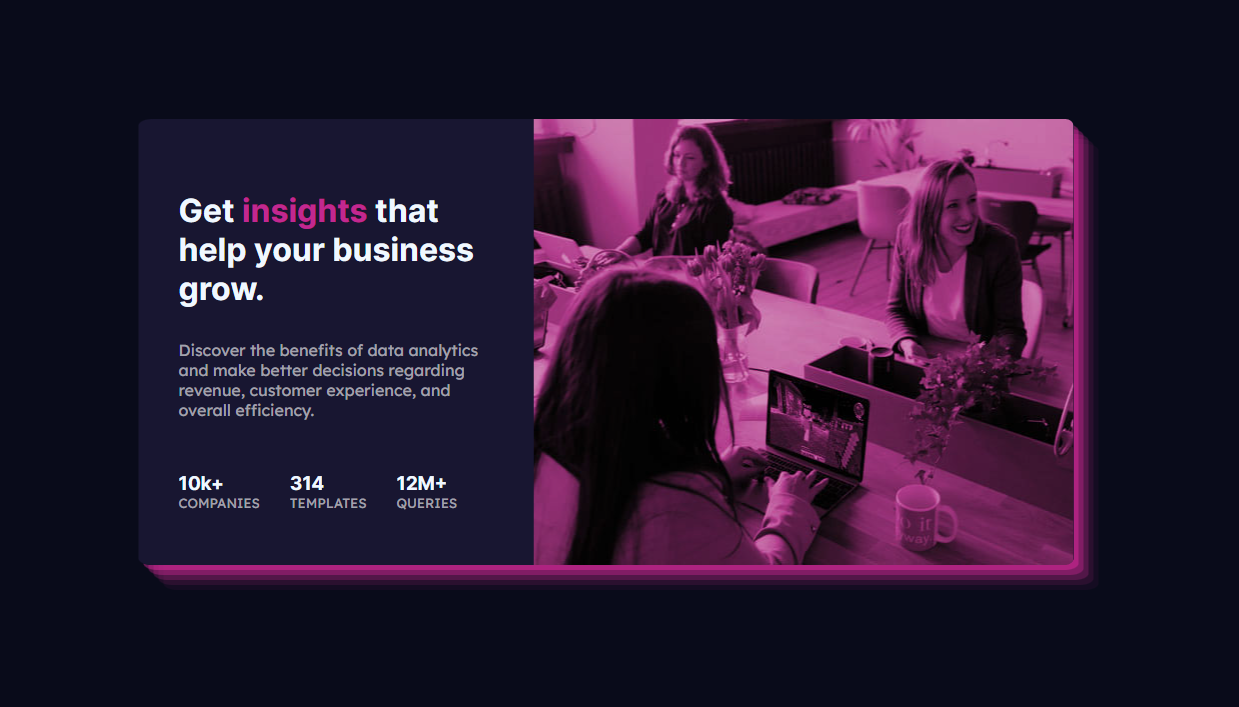 Get insights that
help your business
grow.
Discover the benefits of data analytics
and make better decisions regarding
revenue, customer experience, and
overall efficiency.
10k+ 314 12M+
COMPANIES TEMPLATES QUERIES